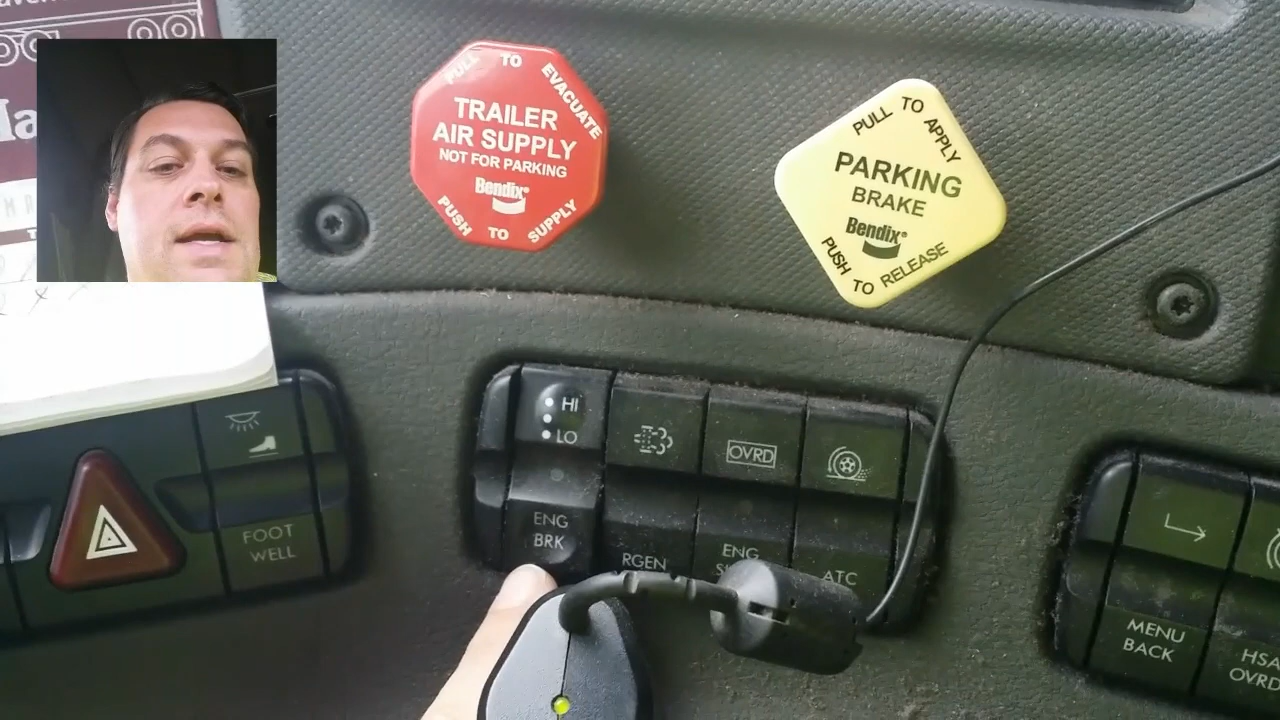 PULL TO EVACUATE
TRAILER
AIR SUPPLY
NOT FOR PARKING
Bendix®
PUSH TO SUPPLY
PULL TO APPLY
PARKING
BRAKE
Bendix®
PUSH TO RELEASE
HI
LO
OVRD
ENG
BRK
RGEN
ENG
ATC
FOOT
WELL
MENU
BACK
HSA
OVRD